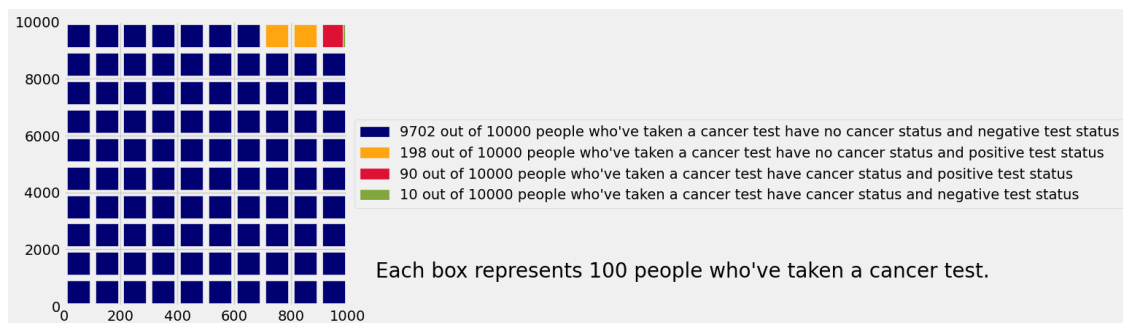 10000
8000
6000
4000
2000
0
0 200 400 600 800 1000
9702 out of 10000 people who've taken a cancer test have no cancer status and negative test status
198 out of 10000 people who've taken a cancer test have no cancer status and positive test status
90 out of 10000 people who've taken a cancer test have cancer status and positive test status
10 out of 10000 people who've taken a cancer test have cancer status and negative test status
Each box represents 100 people who've taken a cancer test.